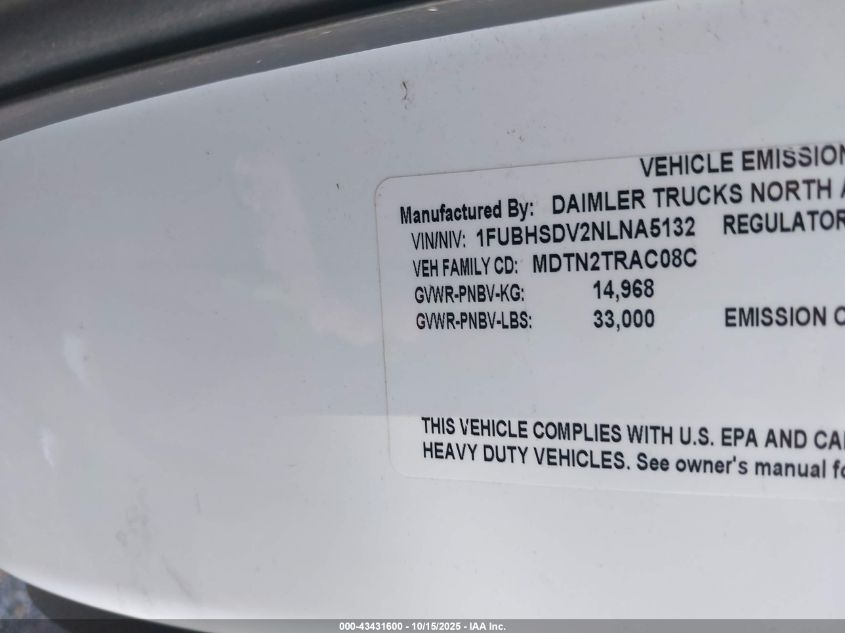 VEHICLE EMISSION
Manufactured By: DAIMLER TRUCKS NORTH
VIN/NIV: 1FUBHSDV2NLNA5132 REGULATOR
VEH FAMILY CD: MDTN2TRAC08C
GVWR-PNBV-KG: 14,968
GVWR-PNBV-LBS: 33,000 EMISSION
THIS VEHICLE COMPLIES WITH U.S. EPA AND
HEAVY DUTY VEHICLES. See owner's manual
000-43431600 - 10/15/2025 - IAA Inc.